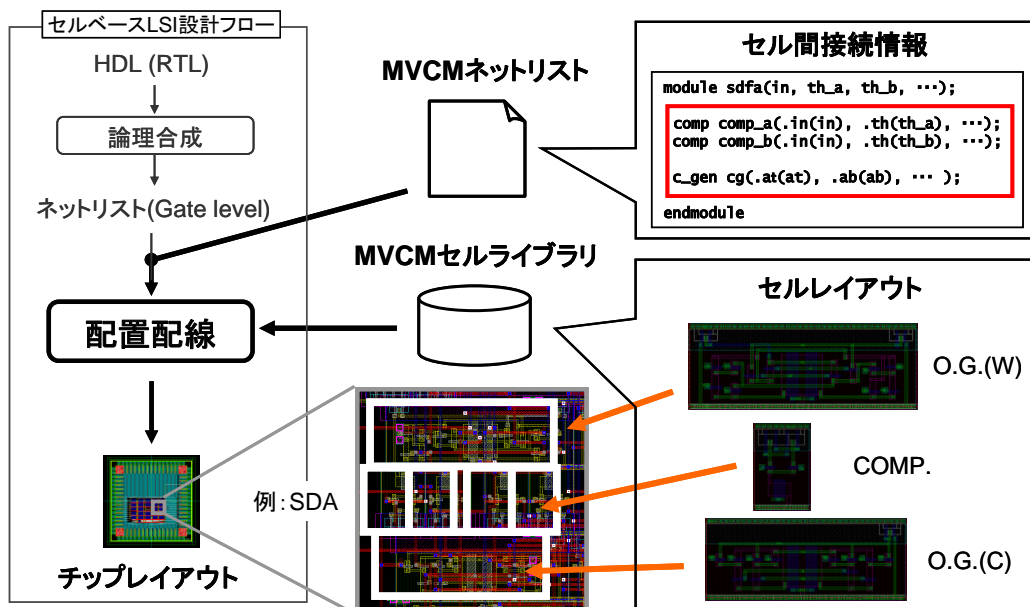 セルベースLSI設計フロー
HDL (RTL)
論理合成
ネットリスト(Gate level)
配置配線
チップレイアウト
MVCMネットリスト
MVCMセルライブラリ
例：SDA
セル間接続情報
module sdfa(in, th_a, th_b, ･･･);
comp comp_a(.in(in), .th(th_a), ･･･);
comp comp_b(.in(in), .th(th_b), ･･･);
c_gen cg(.at(at), .ab(ab), ･･･ );
endmodule
セルレイアウト
O.G.(W)
COMP.
O.G.(C)